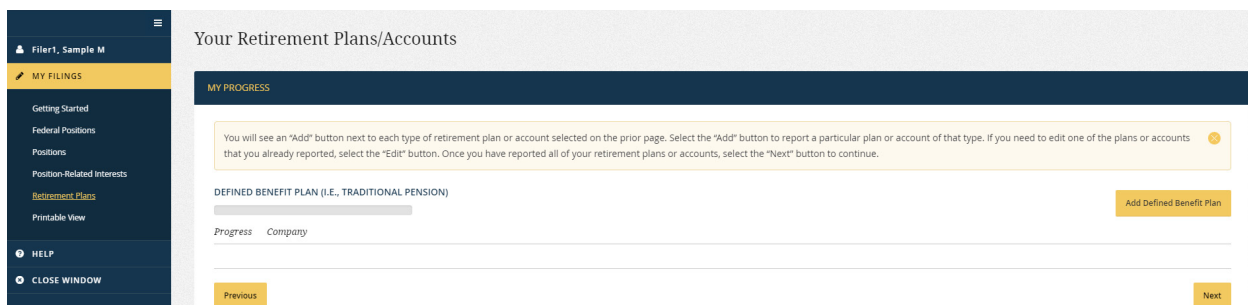 Filer1, Sample M
MY FILINGS
Getting Started
Federal Positions
Positions
Position-Related Interests
Retirement Plans
Printable View
HELP
CLOSE WINDOW
Your Retirement Plans/Accounts
MY PROGRESS
You will see an “Add” button next to each type of retirement plan or account selected on the prior page. Select the “Add” button to report a particular plan or account of that type. If you need to edit one of the plans or accounts
that you already reported, select the “Edit” button. Once you have reported all of your retirement plans or accounts, select the “Next” button to continue.
DEFINED BENEFIT PLAN (I.E., TRADITIONAL PENSION)
Add Defined Benefit Plan
Progress Company
Previous
Next